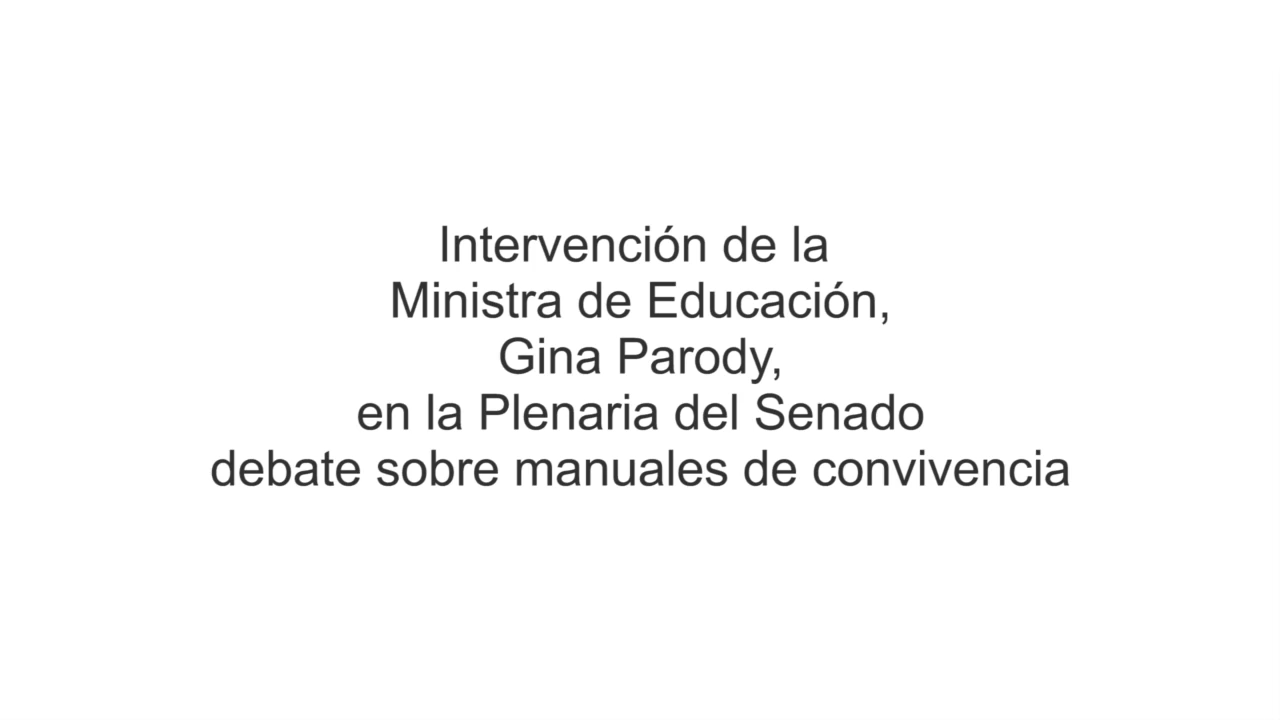 Intervención de la
Ministra de Educación,
Gina Parody,
en la Plenaria del Senado
debate sobre manuales de convivencia